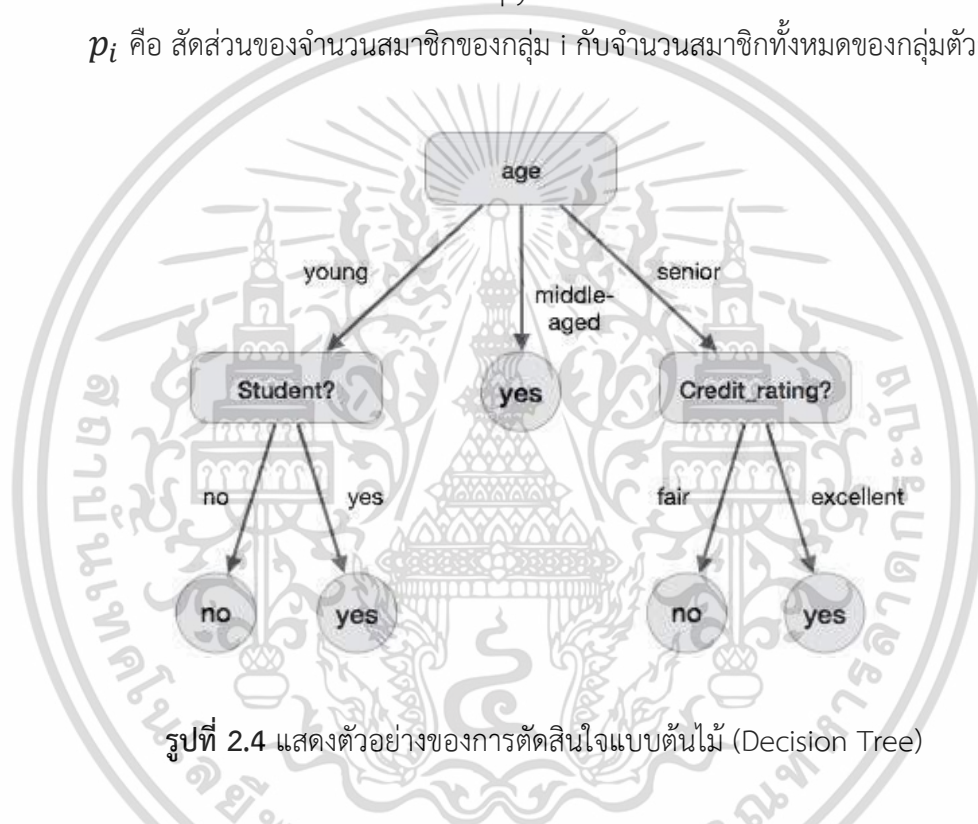 py
𝑝𝑖 คือ สัดส่วนของจำนวนสมาชิกของกลุ่ม i กับจำนวนสมาชิกทั้งหมดของกลุ่มตัว
age
young
middle-
aged
senior
Student?
yes
Credit_rating?
no
yes
fair
excellent
no
yes
no
yes
รูปที่ 2.4 แสดงตัวอย่างของการตัดสินใจแบบต้นไม้ (Decision Tree)